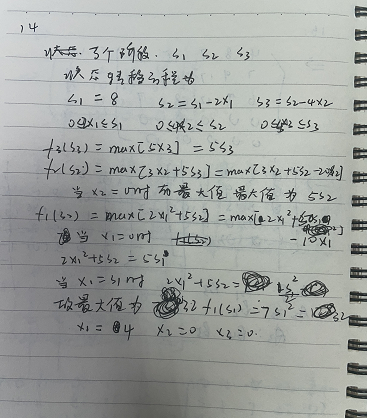 14
3个阶段. S1 S2 S3
状态转移方程为
S1 = 8 S2 = S1 - 2x1 S3 = S2 - 4x2
0≤x1≤S1 0≤x2≤S2 0≤x2≤S3
f3(S3) = max[5x3] = 5S3
f2(S2) = max[3x2+5S3] = max[3x2+5S2-20x2]
当 x2 = 0时 取最大值 最大值为 5S2
f1(S1) = max[2x1²+5S2] = max[2x1²+5S1
当 x1=0时 -10x1]
2x1²+5S2 = 5S1
当 x1 = S1时 2x1²+5S2 =
故最大值为 f1(S1) = 7S1² =
x1 = 4 x2=0 x3=0.